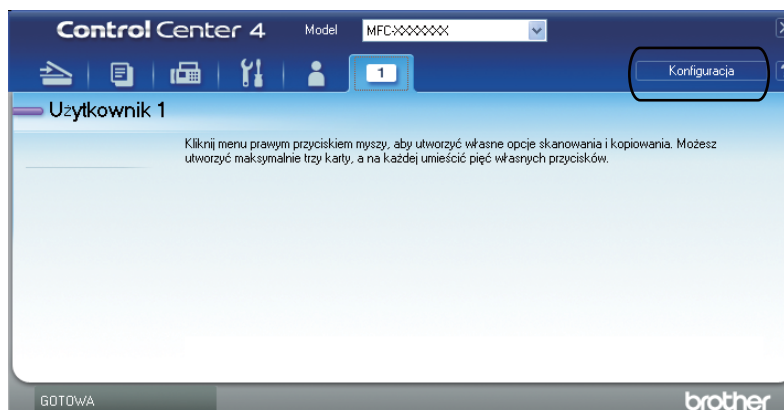 Control Center 4
Model
MFC-XXXXXXX
1
Konfiguracja
Użytkownik 1
Kliknij menu prawym przyciskiem myszy, aby utworzyć własne opcje skanowania i kopiowania. Możesz
utworzyć maksymalnie trzy karty, a na każdej umieścić pięć własnych przycisków.
GOTOWA
brother